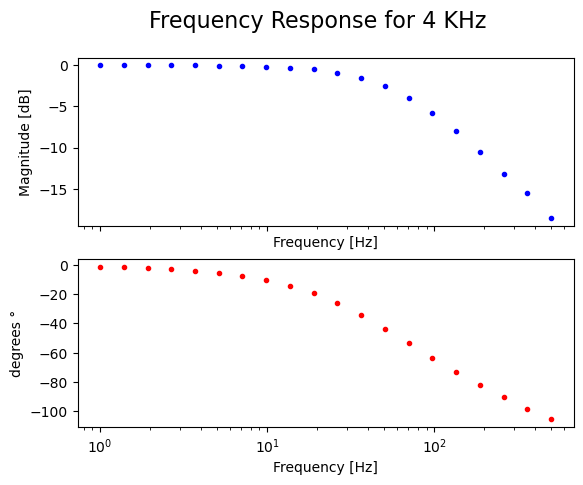 Frequency Response for 4 KHz
0
−5
−10
−15
Magnitude [dB]
Frequency [Hz]
0
−20
−40
−60
−80
−100
degrees °
10⁰
10¹
10²
Frequency [Hz]